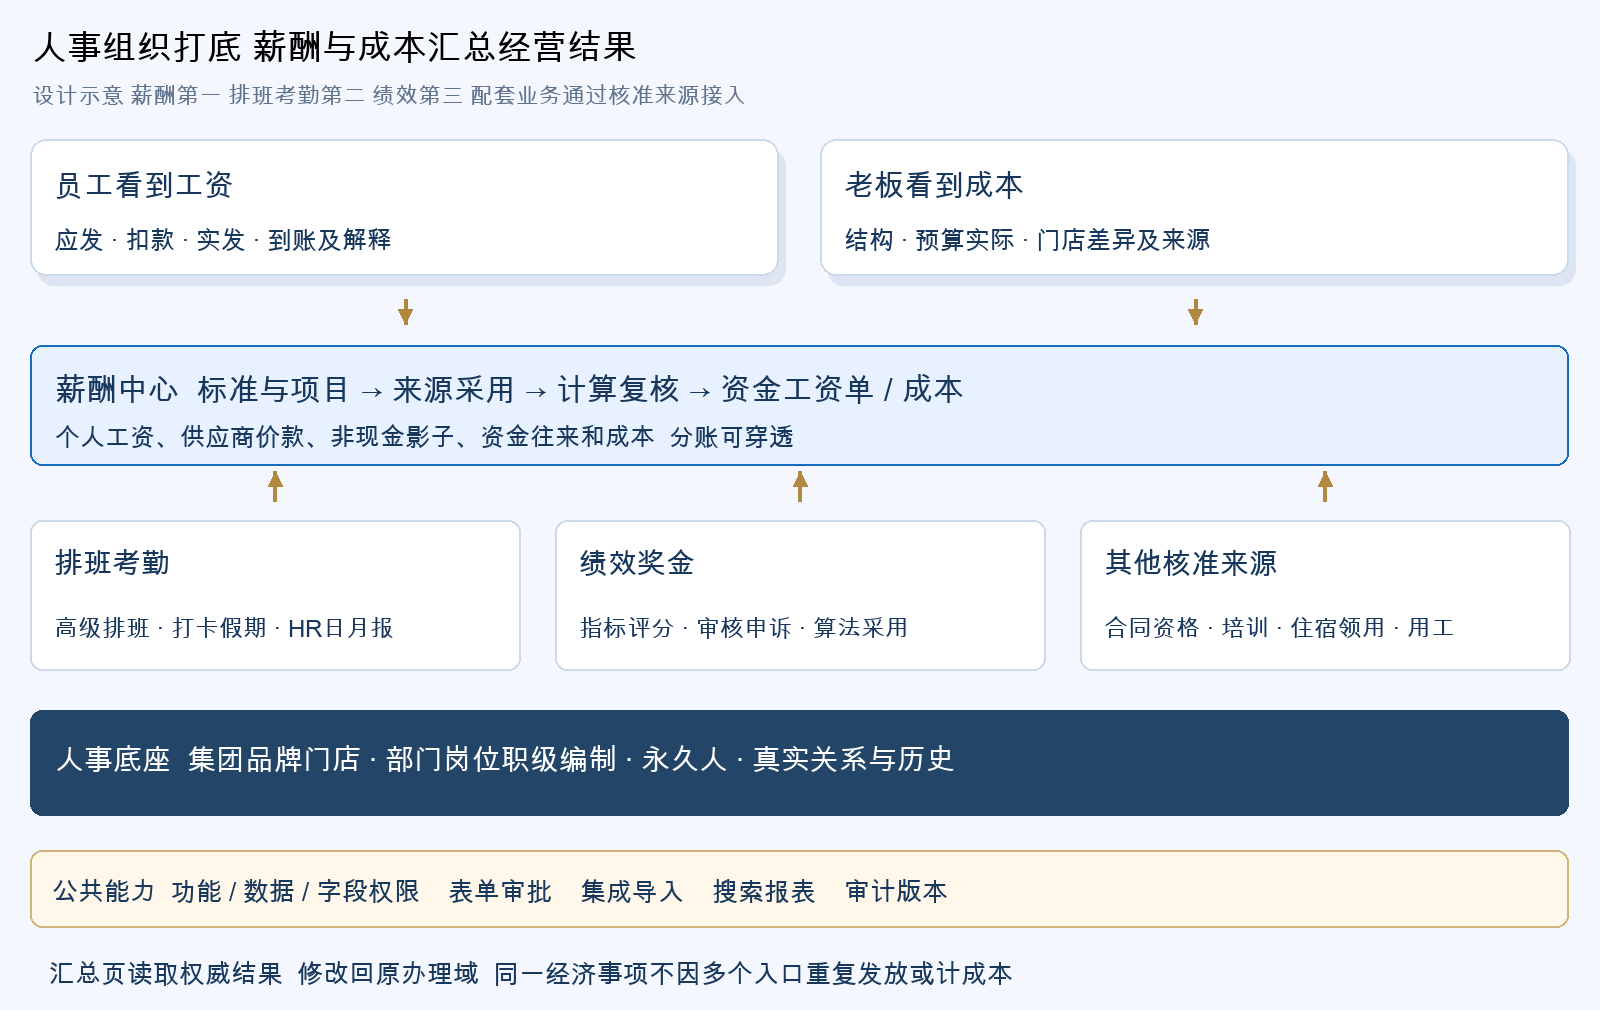 人事组织打底 薪酬与成本汇总经营结果
设计示意 薪酬第一 排班考勤第二 绩效第三 配套业务通过核准来源接入
员工看到工资
应发 · 扣款 · 实发 · 到账及解释
老板看到成本
结构 · 预算实际 · 门店差异及来源
薪酬中心 标准与项目 → 来源采用 → 计算复核 → 资金工资单 / 成本
个人工资、供应商价款、非现金影子、资金往来和成本 分账可穿透
排班考勤
高级排班 · 打卡假期 · HR日月报
绩效奖金
指标评分 · 审核申诉 · 算法采用
其他核准来源
合同资格 · 培训 · 住宿领用 · 用工
人事底座 集团品牌门店 · 部门岗位职级编制 · 永久人 · 真实关系与历史
公共能力 功能 / 数据 / 字段权限 表单审批 集成导入 搜索报表 审计版本
汇总页读取权威结果 修改回原办理域 同一经济事项不因多个入口重复发放或计成本